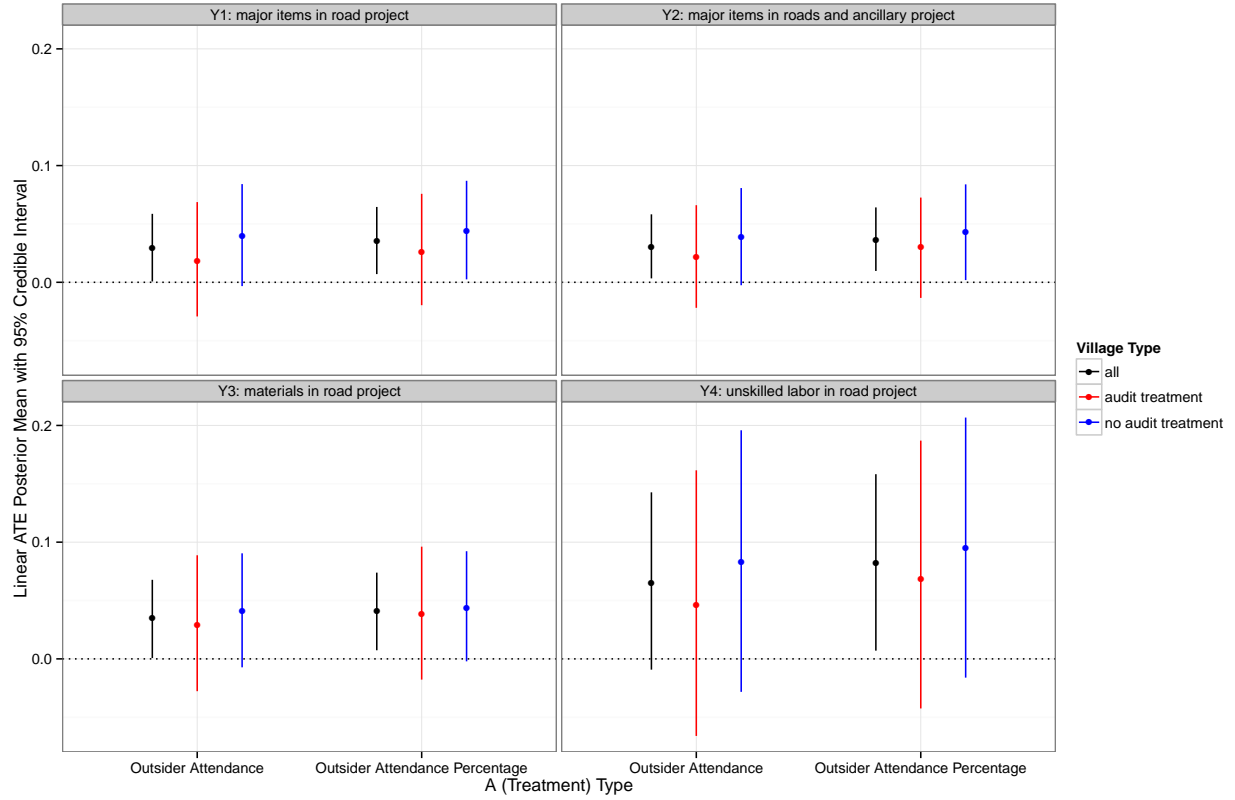 Y1: major items in road project
Y2: major items in roads and ancillary project
0.2
0.1
0.0
Y3: materials in road project
Y4: unskilled labor in road project
0.2
0.1
0.0
Linear ATE Posterior Mean with 95% Credible Interval
Outsider Attendance
Outsider Attendance Percentage
Outsider Attendance
Outsider Attendance Percentage
A (Treatment) Type
Village Type
all
audit treatment
no audit treatment